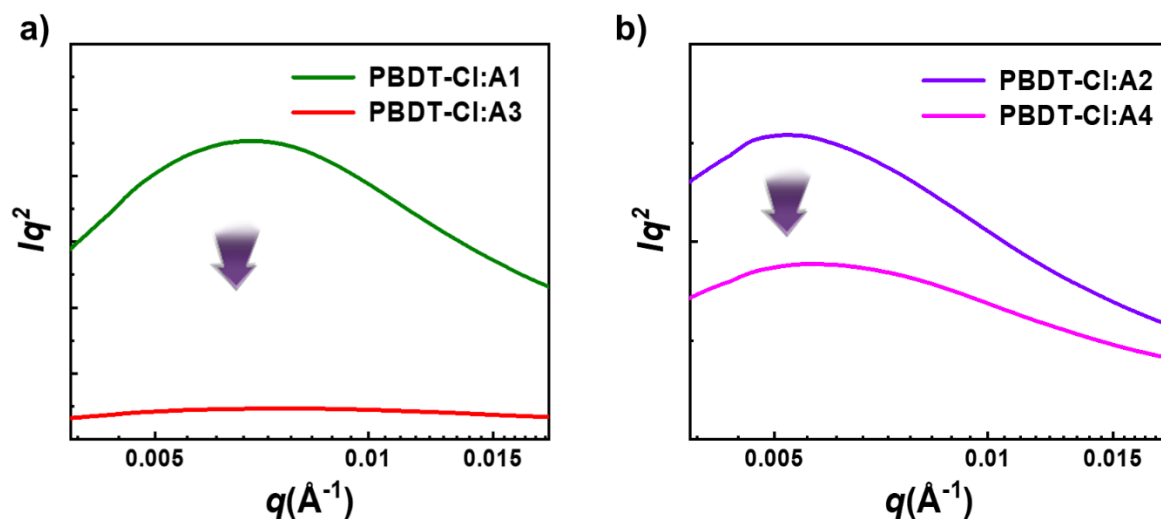 a)
PBDT-Cl:A1
PBDT-Cl:A3
Iq²
0.005 0.01 0.015
q(Å⁻¹)
b)
PBDT-Cl:A2
PBDT-Cl:A4
Iq²
0.005 0.01 0.015
q(Å⁻¹)